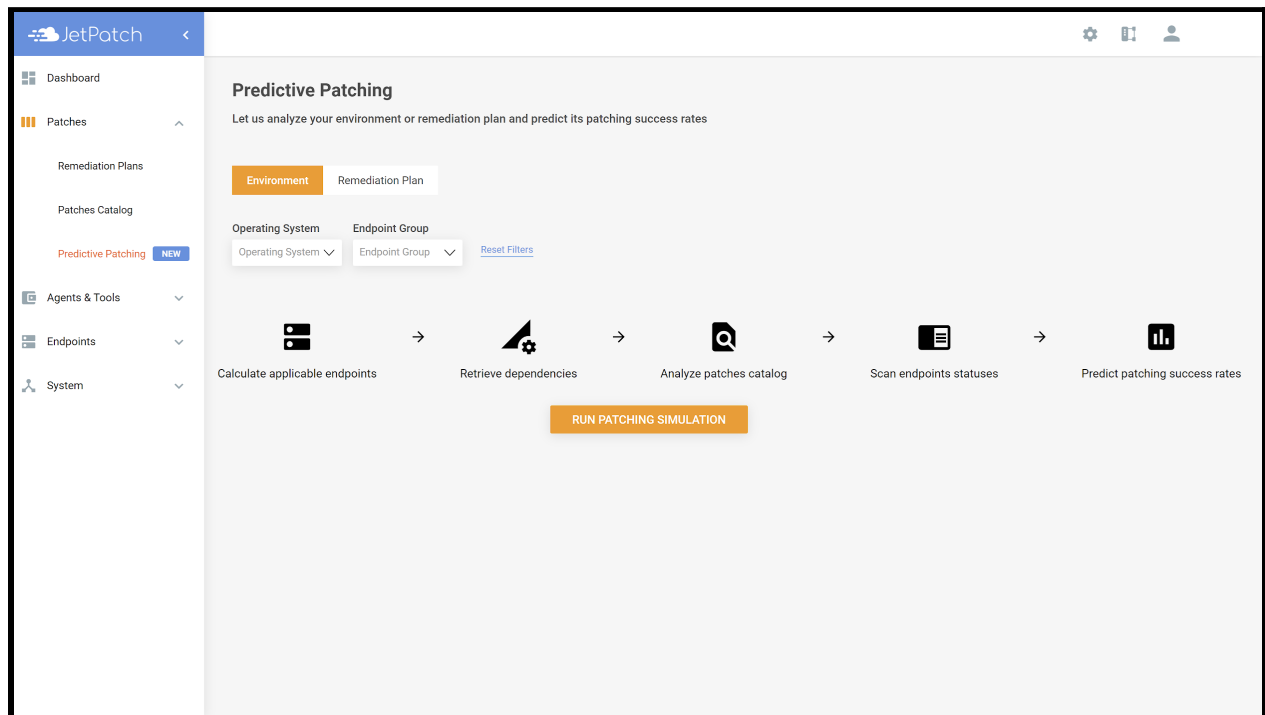 JetPatch
Dashboard
Patches
Remediation Plans
Patches Catalog
Predictive Patching NEW
Agents & Tools
Endpoints
System
Predictive Patching
Let us analyze your environment or remediation plan and predict its patching success rates
Environment Remediation Plan
Operating System Endpoint Group
Operating System Endpoint Group Reset Filters
Calculate applicable endpoints Retrieve dependencies Analyze patches catalog Scan endpoints statuses Predict patching success rates
RUN PATCHING SIMULATION